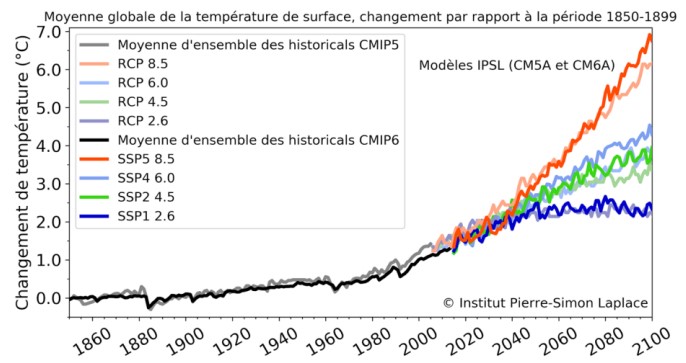 Moyenne globale de la température de surface, changement par rapport à la période 1850-1899
Changement de température (°C)
7.0
6.0
5.0
4.0
3.0
2.0
1.0
0.0
Moyenne d'ensemble des historicals CMIP5
RCP 8.5
RCP 6.0
RCP 4.5
RCP 2.6
Moyenne d'ensemble des historicals CMIP6
SSP5 8.5
SSP4 6.0
SSP2 4.5
SSP1 2.6
Modèles IPSL (CM5A et CM6A)
© Institut Pierre-Simon Laplace
1860 1880 1900 1920 1940 1960 1980 2000 2020 2040 2060 2080 2100